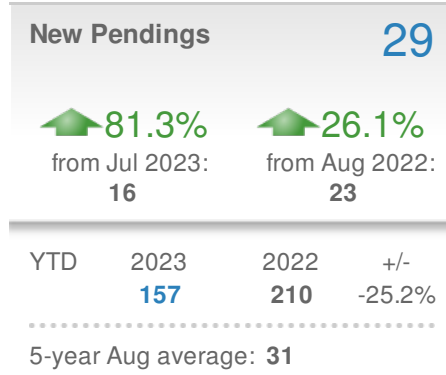 New Pendings 29
81.3% 26.1%
from Jul 2023: from Aug 2022:
16 23
YTD 2023 2022 +/-
157 210 -25.2%
5-year Aug average: 31